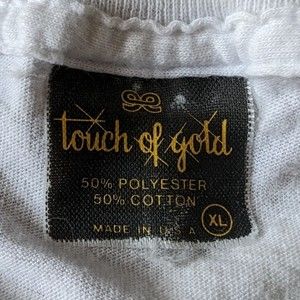 touch of gold
50% POLYESTER
50% COTTON
MADE IN U.S.A.
XL